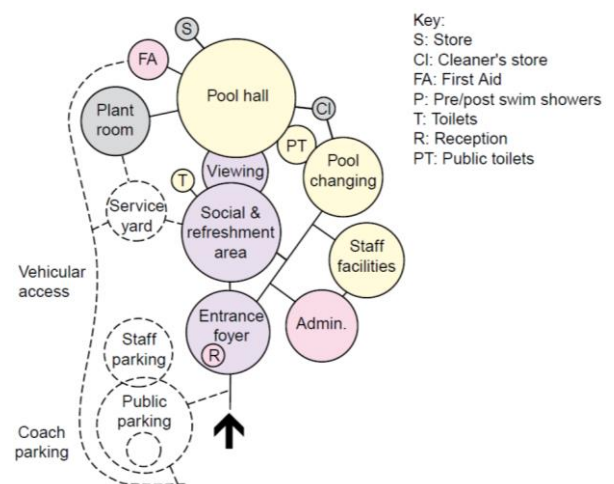 S
FA
Pool hall
Plant
room
Cl
PT
Viewing
Pool
changing
T
Service
yard
Social &
refreshment
area
Staff
facilities
Vehicular
access
Entrance
foyer
R
Admin.
Staff
parking
Public
parking
Coach
parking
Key:
S: Store
Cl: Cleaner's store
FA: First Aid
P: Pre/post swim showers
T: Toilets
R: Reception
PT: Public toilets